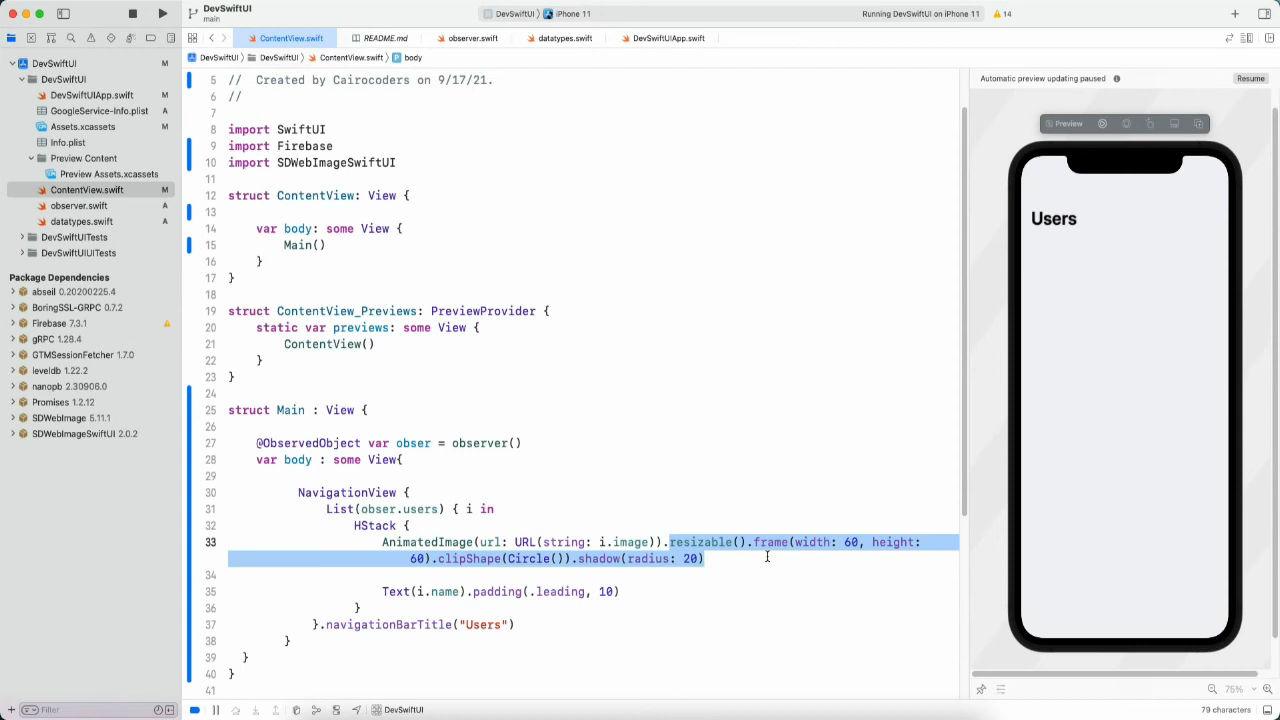 DevSwiftUI
main
DevSwiftUI 〉 iPhone 11
Running DevSwiftUI on iPhone 11
14
ContentView.swift
README.md
observer.swift
datatypes.swift
DevSwiftUIApp.swift
DevSwiftUI 〉 DevSwiftUI 〉 ContentView.swift 〉 P body
DevSwiftUI M
DevSwiftUI
DevSwiftUIApp.swift M
GoogleService-Info.plist A
Assets.xcassets M
Info.plist
Preview Content
Preview Assets.xcassets
ContentView.swift M
observer.swift A
datatypes.swift A
DevSwiftUITests
DevSwiftUIUITests
Package Dependencies
abseil 0.20200225.4
BoringSSL-GRPC 0.7.2
Firebase 7.3.1
gRPC 1.28.4
GTMSessionFetcher 1.7.0
leveldb 1.22.2
nanopb 2.30906.0
Promises 1.2.12
SDWebImage 5.11.1
SDWebImageSwiftUI 2.0.2
Filter
5 // Created by Cairocoders on 9/17/21.
6 //
7
8 import SwiftUI
9 import Firebase
10 import SDWebImageSwiftUI
11
12 struct ContentView: View {
13
14 var body: some View {
15 Main()
16 }
17 }
18
19 struct ContentView_Previews: PreviewProvider {
20 static var previews: some View {
21 ContentView()
22 }
23 }
24
25 struct Main : View {
26
27 @ObservedObject var obser = observer()
28 var body : some View{
29
30 NavigationView {
31 List(obser.users) { i in
32 HStack {
33 AnimatedImage(url: URL(string: i.image)).resizable().frame(width: 60, height:
60).clipShape(Circle()).shadow(radius: 20)
34
35 Text(i.name).padding(.leading, 10)
36 }
37 }.navigationBarTitle("Users")
38 }
39 }
40 }
41
DevSwiftUI
Automatic preview updating paused
Resume
Preview
Users
75%
79 characters